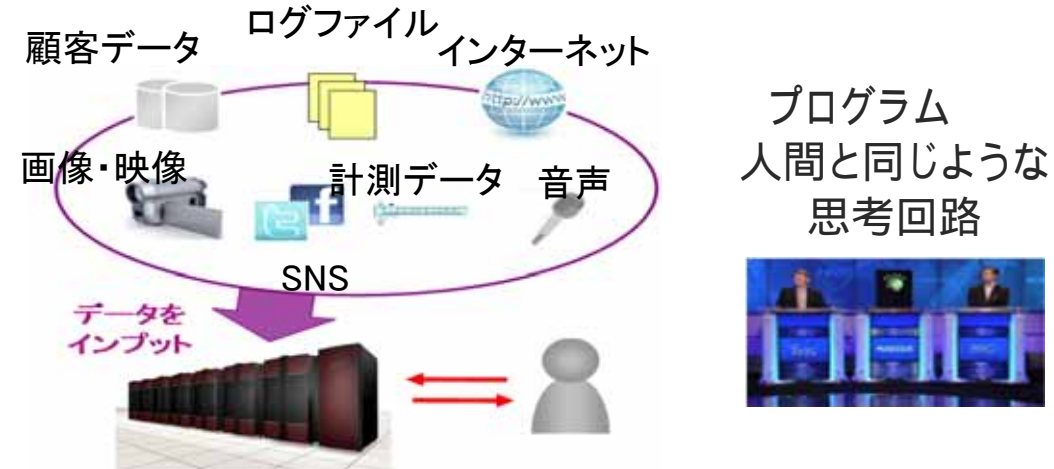 ログファイル
顧客データ
インターネット
http://www
画像・映像
計測データ
音声
SNS
データを
インプット
プログラム
人間と同じような
思考回路